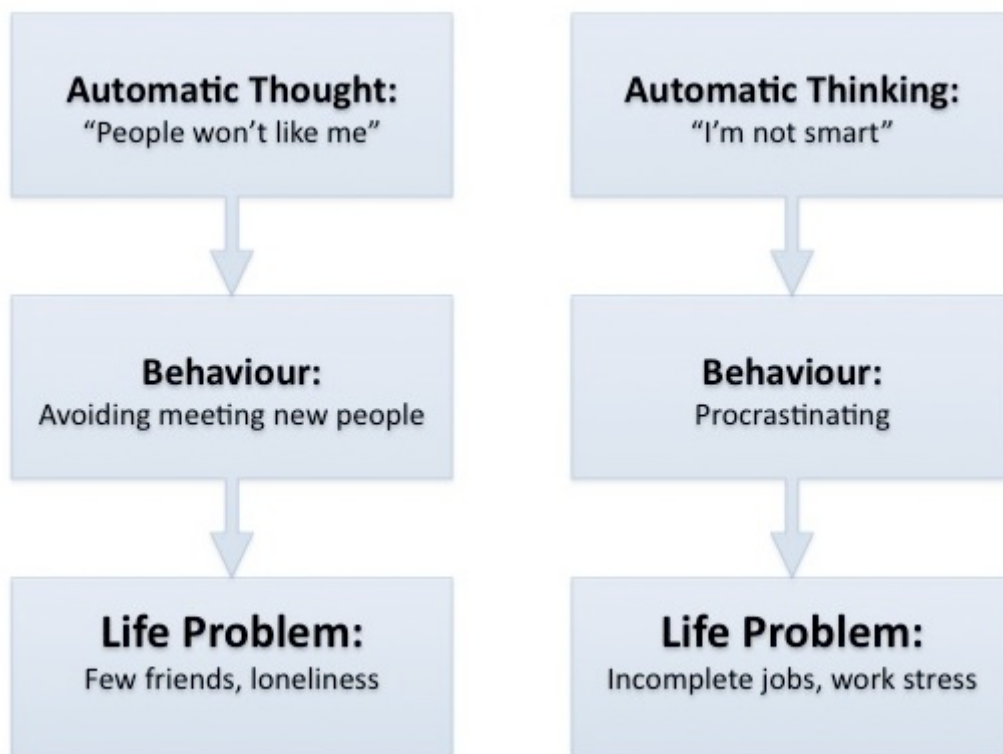 Automatic Thought:
“People won’t like me”
Behaviour:
Avoiding meeting new people
Life Problem:
Few friends, loneliness
Automatic Thinking:
“I’m not smart”
Behaviour:
Procrastinating
Life Problem:
Incomplete jobs, work stress